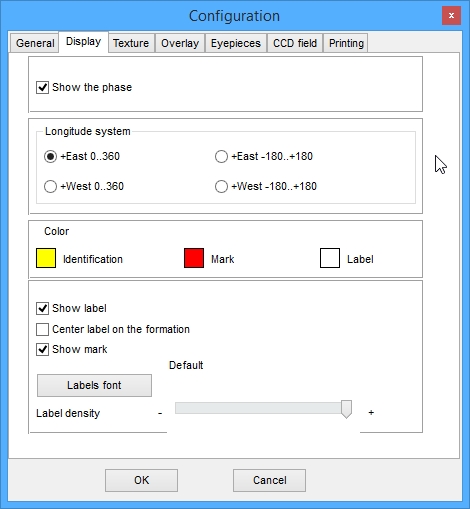 Configuration
x
General Display Texture Overlay Eyepieces CCD field Printing
Show the phase
Longitude system
+East 0..360 +East -180..+180
+West 0..360 +West -180..+180
Color
Identification Mark Label
Show label
Center label on the formation
Show mark
Default
Labels font
Label density - +
OK Cancel